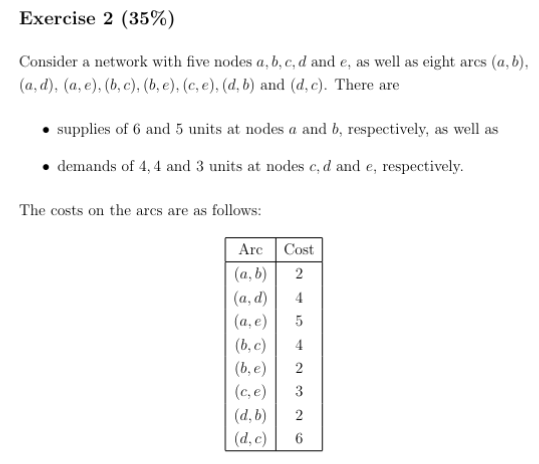 Exercise 2 (35%)
Consider a network with five nodes a, b, c, d and e, as well as eight arcs (a, b),
(a, d), (a, e), (b, c), (b, e), (c, e), (d, b) and (d, c). There are
• supplies of 6 and 5 units at nodes a and b, respectively, as well as
• demands of 4, 4 and 3 units at nodes c, d and e, respectively.
The costs on the arcs are as follows:
Arc Cost
(a, b) 2
(a, d) 4
(a, e) 5
(b, c) 4
(b, e) 2
(c, e) 3
(d, b) 2
(d, c) 6